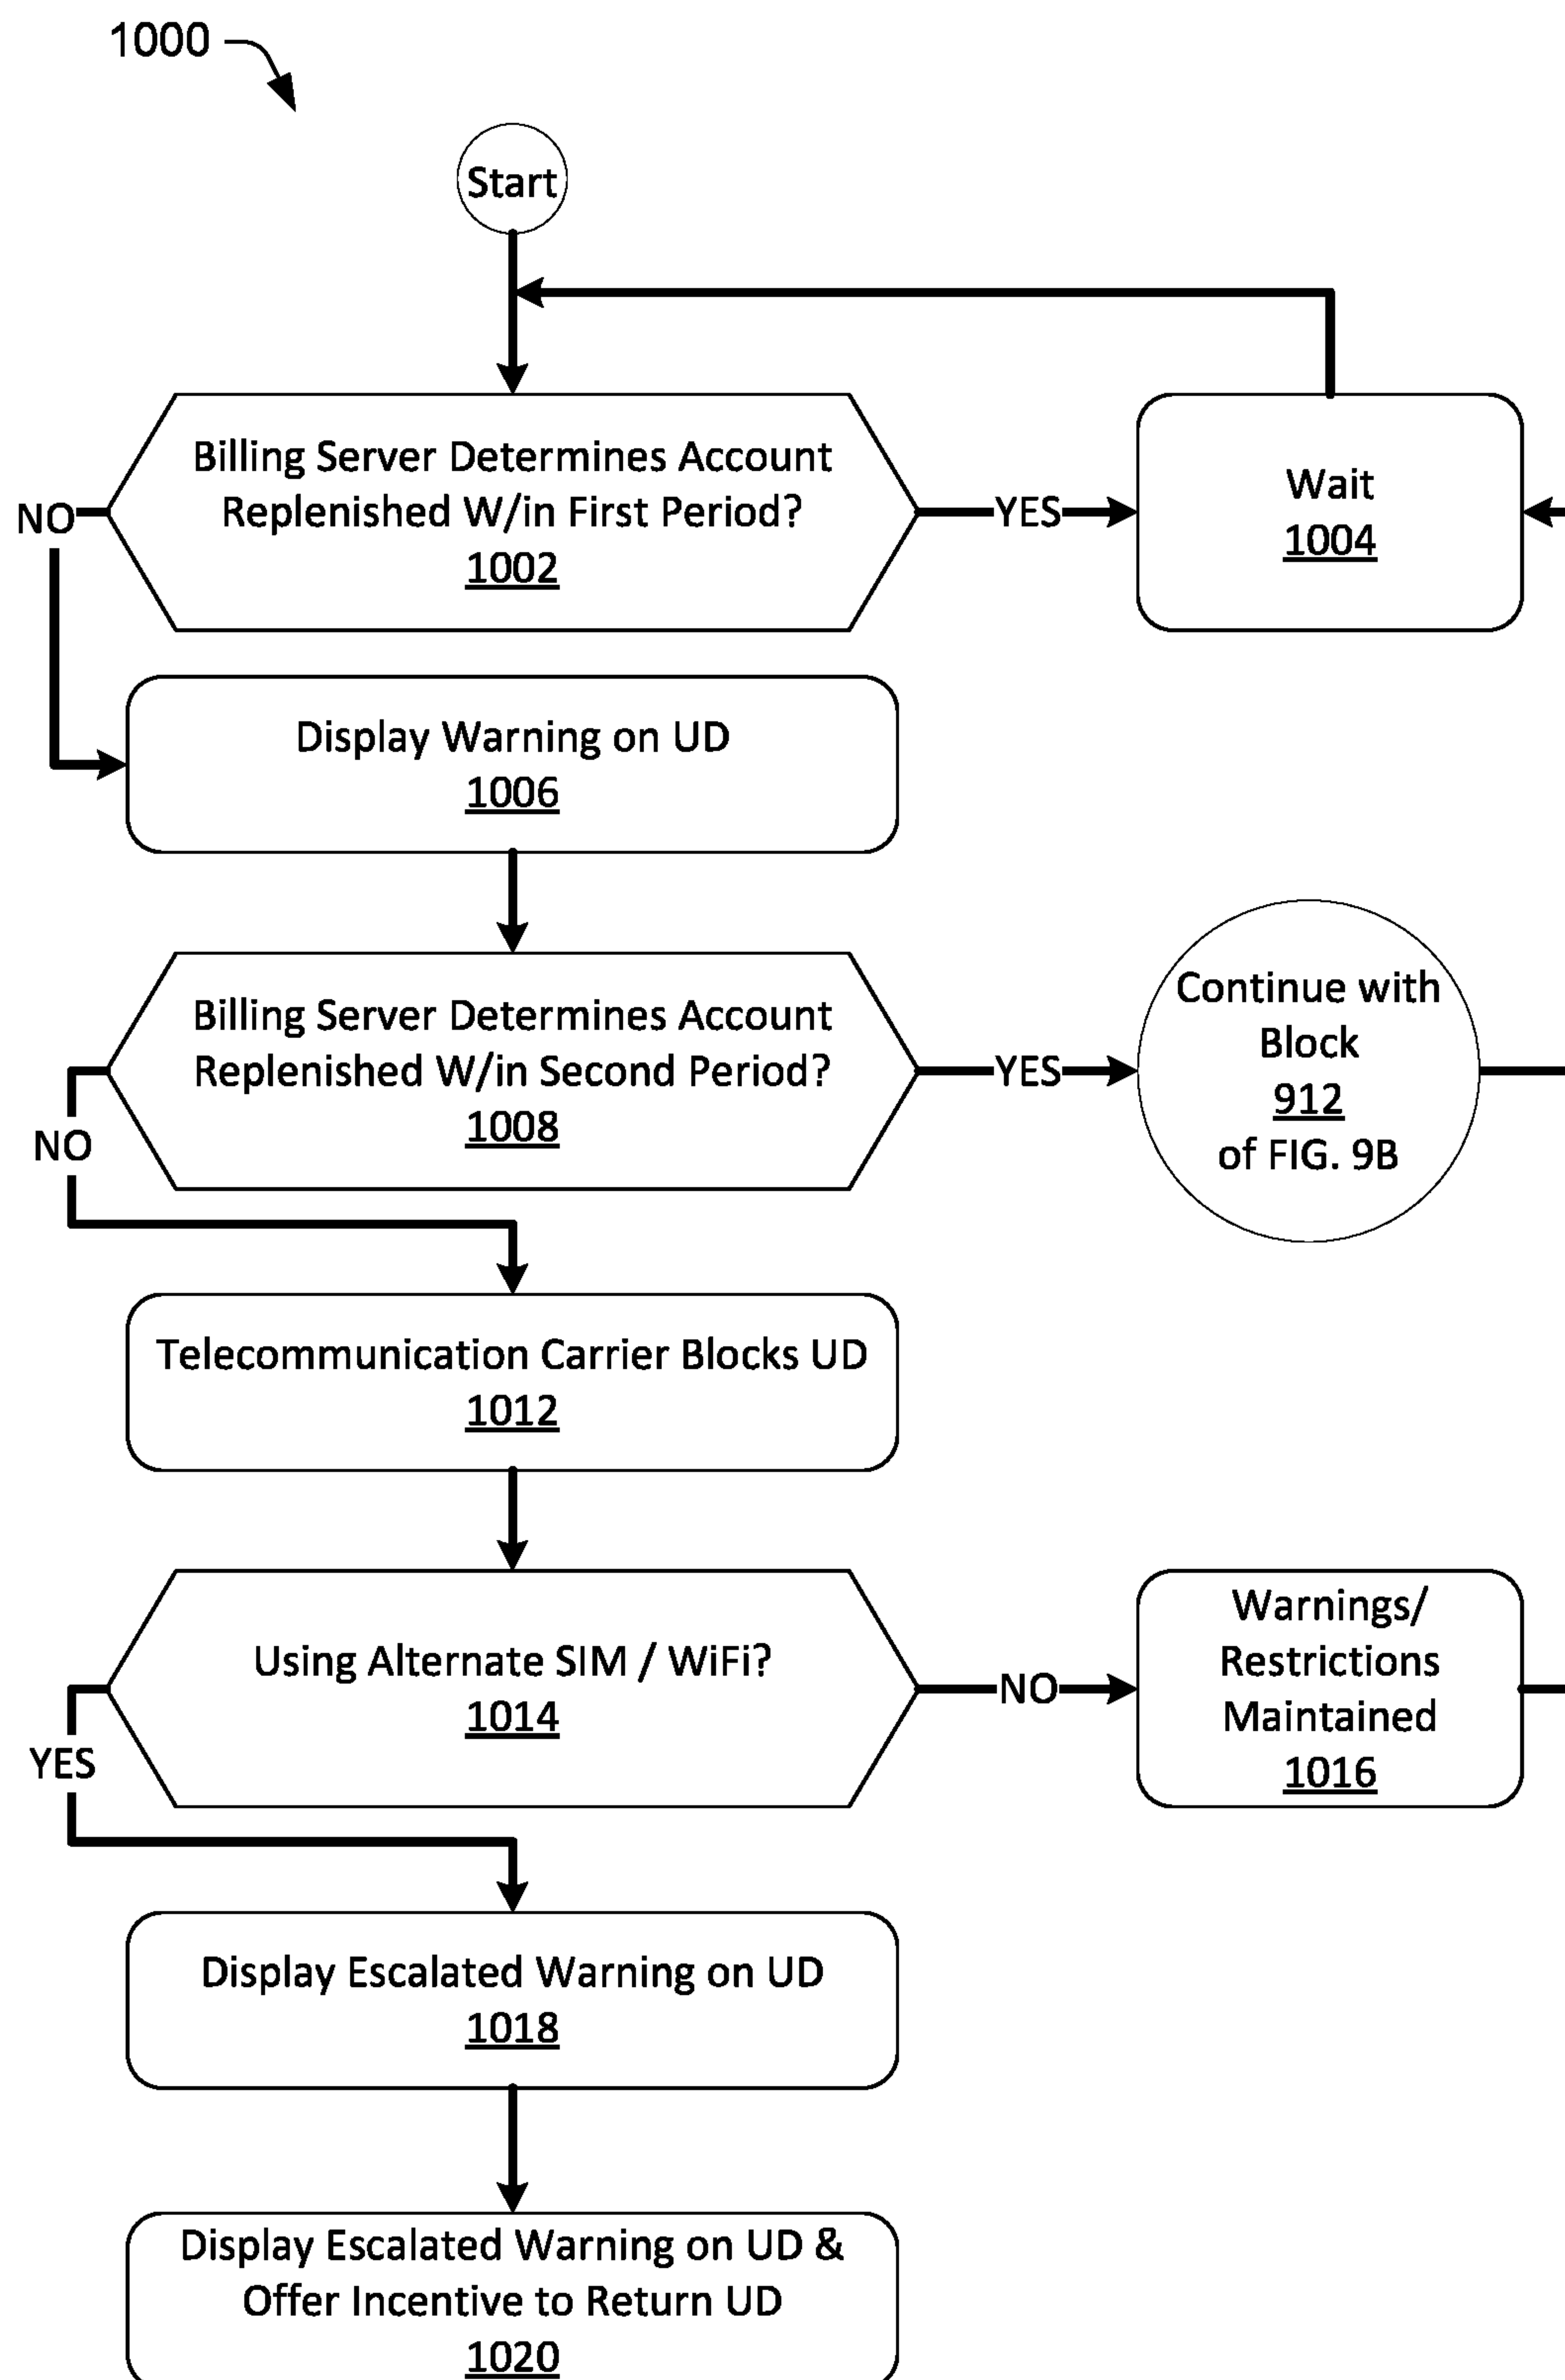 1000
Start
Billing Server Determines Account
Replenished W/in First Period?
1002
NO
YES
Wait
1004
Display Warning on UD
1006
Billing Server Determines Account
Replenished W/in Second Period?
1008
NO
YES
Continue with
Block
912
of FIG. 9B
Telecommunication Carrier Blocks UD
1012
Using Alternate SIM / WiFi?
1014
YES
NO
Warnings/
Restrictions
Maintained
1016
Display Escalated Warning on UD
1018
Display Escalated Warning on UD &
Offer Incentive to Return UD
1020